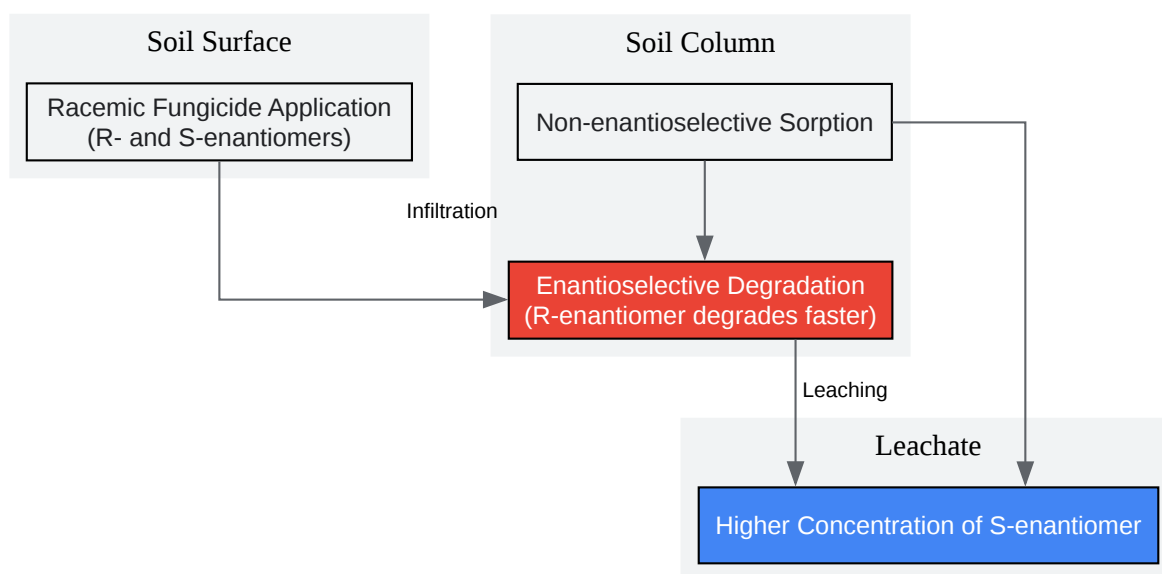 Soil Surface
Racemic Fungicide Application
(R- and S-enantiomers)
Soil Column
Non-enantioselective Sorption
Infiltration
Enantioselective Degradation
(R-enantiomer degrades faster)
Leaching
Leachate
Higher Concentration of S-enantiomer